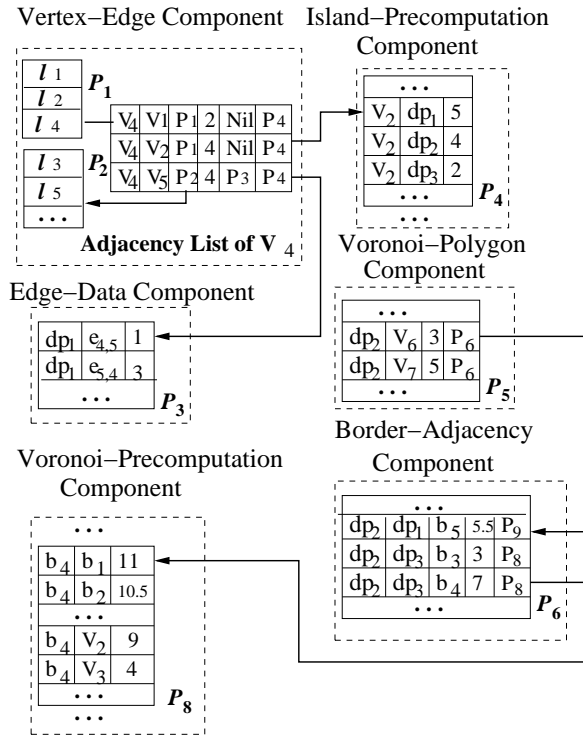 Vertex–Edge Component
Island–Precomputation
Component
l 1
l 2
l 4
P1
l 3
l 5
• • •
P2
V4 V1 P1 2 Nil P4
V4 V2 P1 4 Nil P4
V4 V5 P2 4 P3 P4
Adjacency List of V 4
• • •
V2 dp1 5
V2 dp2 4
V2 dp3 2
• • •
P4
• • •
Edge–Data Component
dp1 e4,5 1
dp1 e5,4 3
• • •
P3
Voronoi–Polygon
Component
• • •
dp2 V6 3 P6
dp2 V7 5 P6
• • •
P5
Voronoi–Precomputation
Component
• • •
b4 b1 11
b4 b2 10.5
• • •
b4 V2 9
b4 V3 4
• • •
P8
• • •
Border–Adjacency
Component
• • •
dp2 dp1 b5 5.5 P9
dp2 dp3 b3 3 P8
dp2 dp3 b4 7 P8
• • •
P6